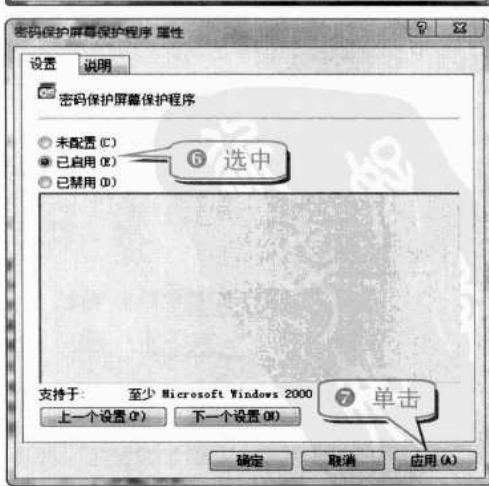 密码保护屏幕保护程序 属性
设置 说明
密码保护屏幕保护程序
未配置(C)
已启用(E)
⑥ 选中
已禁用(D)
支持于: 至少 Microsoft Windows 2000
⑦ 单击
上一个设置(P) 下一个设置(N)
确定 取消 应用(A)